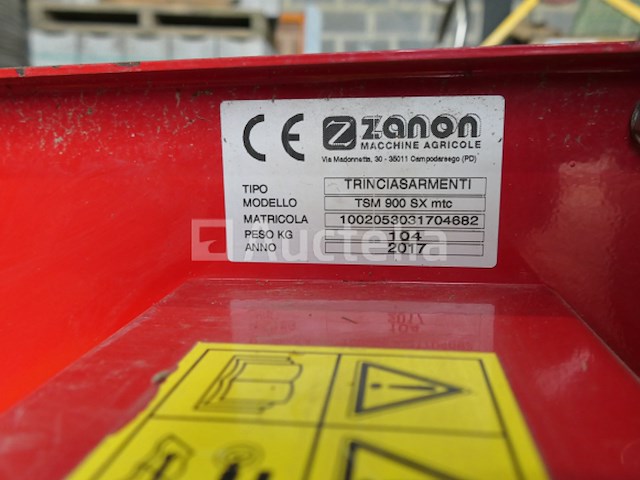 CE Zanon
MACCHINE AGRICOLE
Via Madonnetta, 30 - 35011 Campodarsego (PD)
TIPO TRINCIASARMENTI
MODELLO TSM 900 SX mtc
MATRICOLA 1002053031704682
PESO KG 104
ANNO 2017
Auctelia